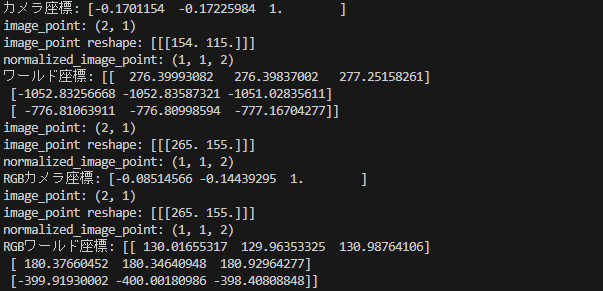 カメラ座標: [-0.1701154  -0.17225984  1.        ]
image_point: (2, 1)
image_point reshape: [[[154. 115.]]]
normalized_image_point: (1, 1, 2)
ワールド座標: [[  276.39993082   276.39837002   277.25158261]
 [-1052.83256668 -1052.83587321 -1051.02835611]
 [ -776.81063911  -776.80998594  -777.16704277]]
image_point: (2, 1)
image_point reshape: [[[265. 155.]]]
normalized_image_point: (1, 1, 2)
RGBカメラ座標: [-0.08514566 -0.14439295  1.        ]
image_point: (2, 1)
image_point reshape: [[[265. 155.]]]
normalized_image_point: (1, 1, 2)
RGBワールド座標: [[ 130.01655317  129.96353325  130.98764106]
 [ 180.37660452  180.34640948  180.92964277]
 [-399.91930002 -400.00180986 -398.40808848]]